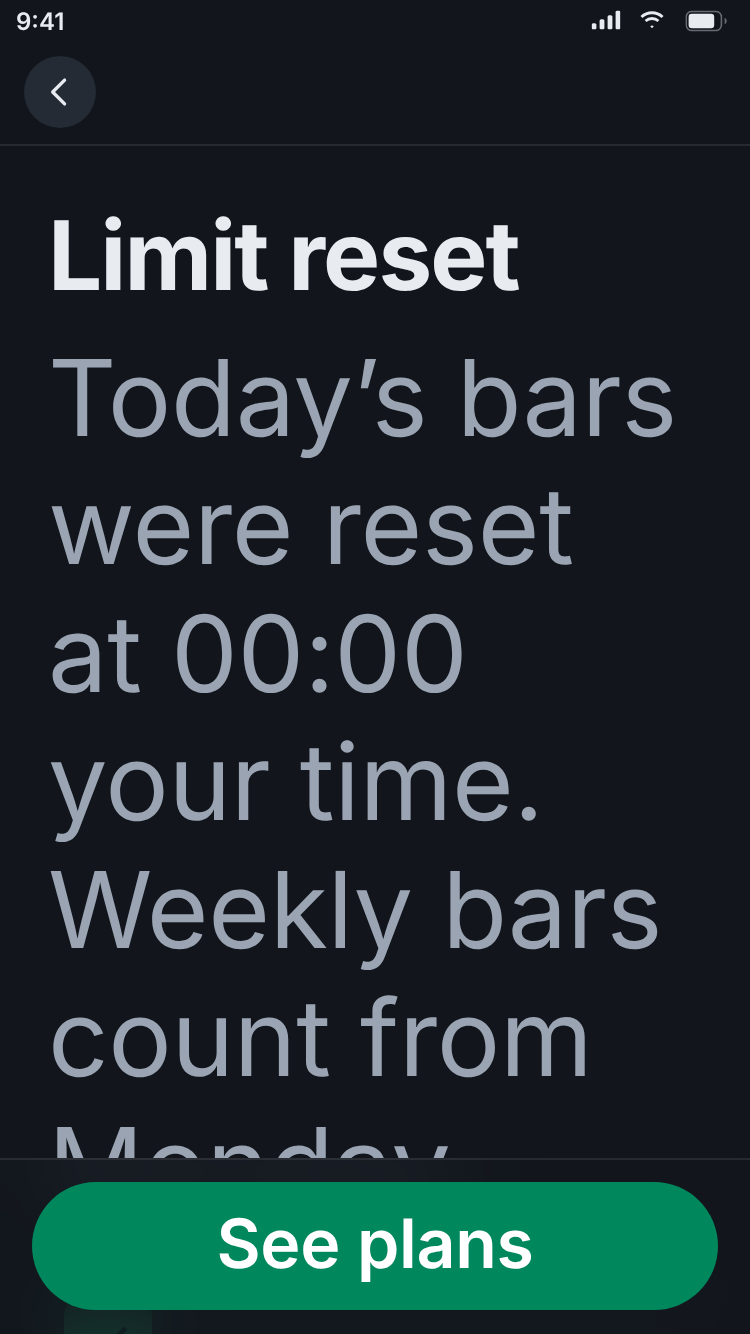 9:41
Limit reset
Today’s bars
were reset
at 00:00
your time.
Weekly bars
count from
Monday
See plans